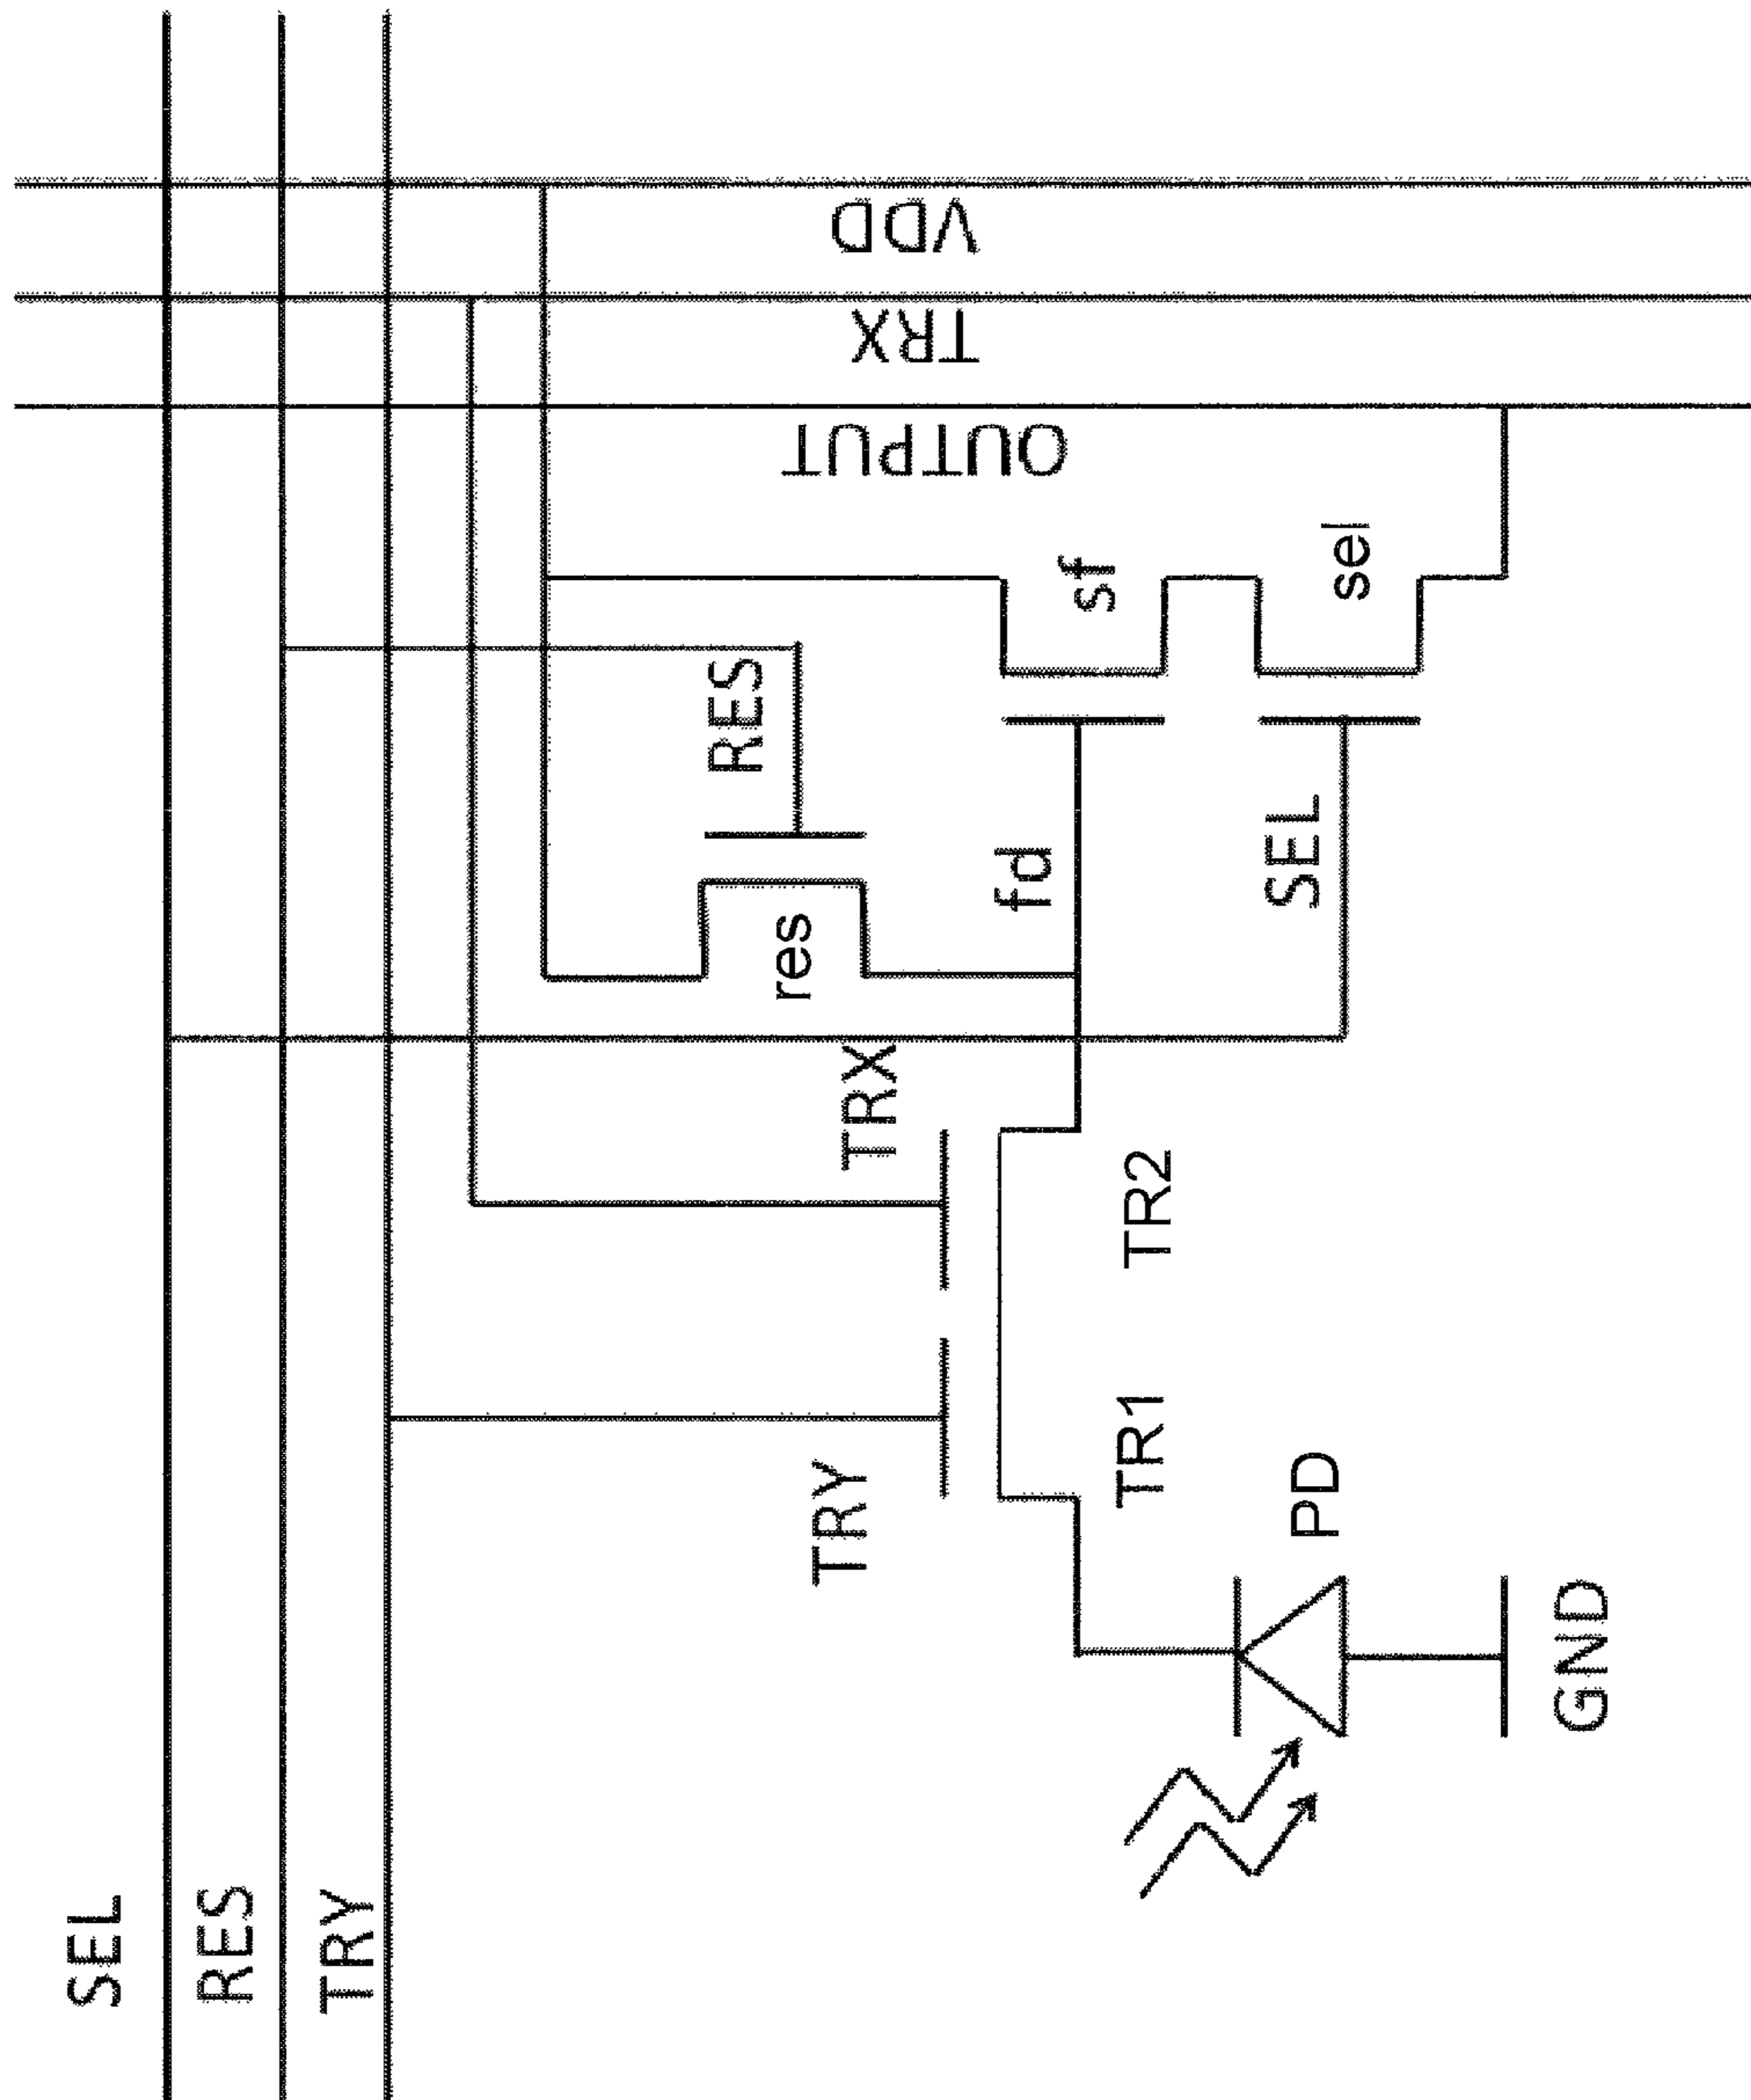 SEL
RES
TRY
VDD
TRX
OUTPUT
sf
sel
RES
res
fd
SEL
TRX
TRY
TR2
TR1
PD
GND